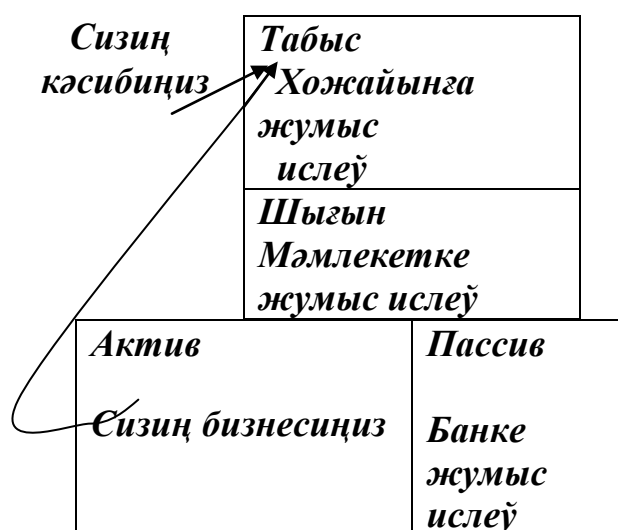 Сизиң
кәсибиңиз
Табыс
Хожайынға
жумыс
ислеў
Шығын
Мәмлекетке
жумыс ислеў
Актив
Сизиң бизнесиңиз
Пассив
Банке
жумыс
ислеў